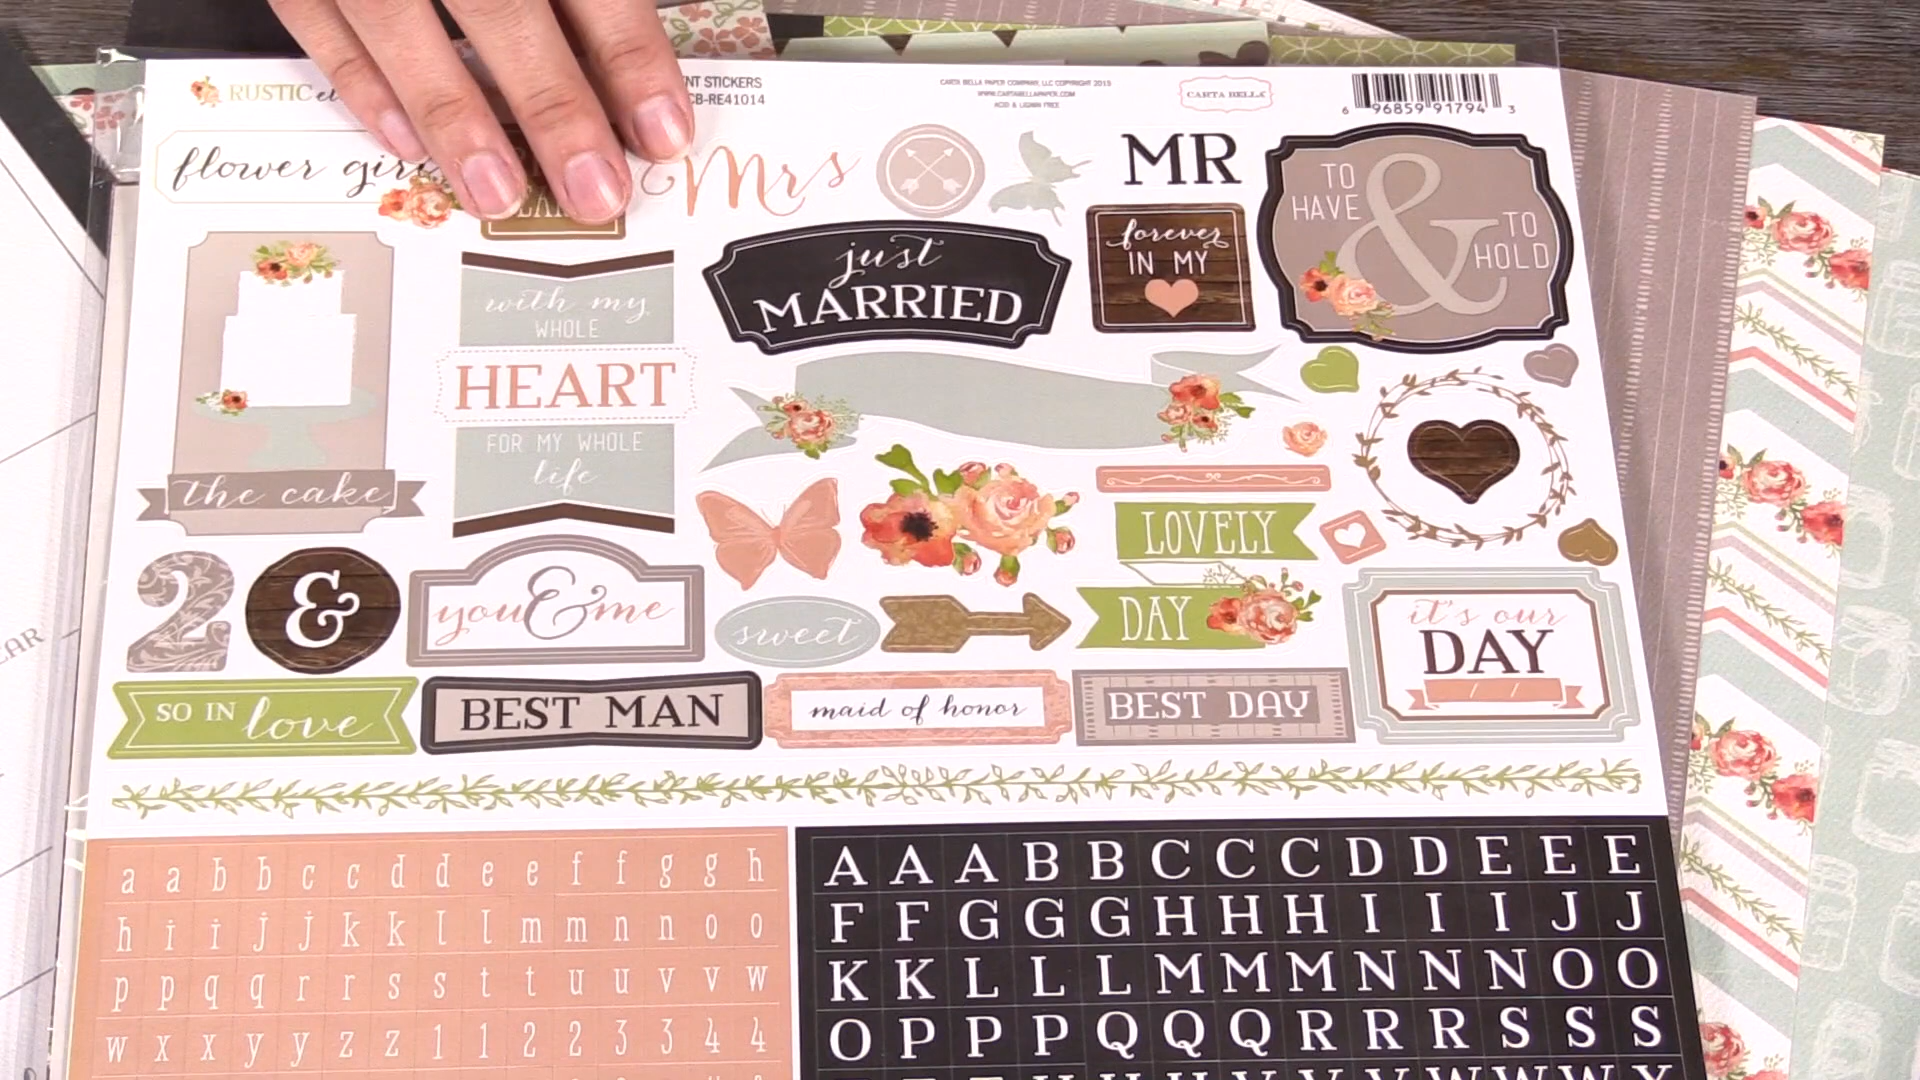 RUSTIC
NT STICKERS
CB-RE41014
CARTA BELLA PAPER COMPANY, LLC COPYRIGHT 2015
WWW.CARTABELLAPAPER.COM
ACID & LIGNIN FREE
CARTA BELLA
6 96859 91794 3
flower girl
Mrs
MR
TO
HAVE
&
TO
HOLD
just
MARRIED
forever
IN MY
with my
WHOLE
HEART
FOR MY WHOLE
life
the cake
LOVELY
DAY
2
&
you & me
sweet
it's our
DAY
SO IN love
BEST MAN
maid of honor
BEST DAY
a a b b c c d d e e f f g g h
h i i j j k k l l m m n n o o
p p q q r r s s t t u u v v w
w x x y y z z 1 1 2 2 3 3 4 4
A A A B B C C C D D E E E
F F G G G H H H I I I J J
K K L L L M M M N N N O O
O P P P Q Q Q R R R S S S